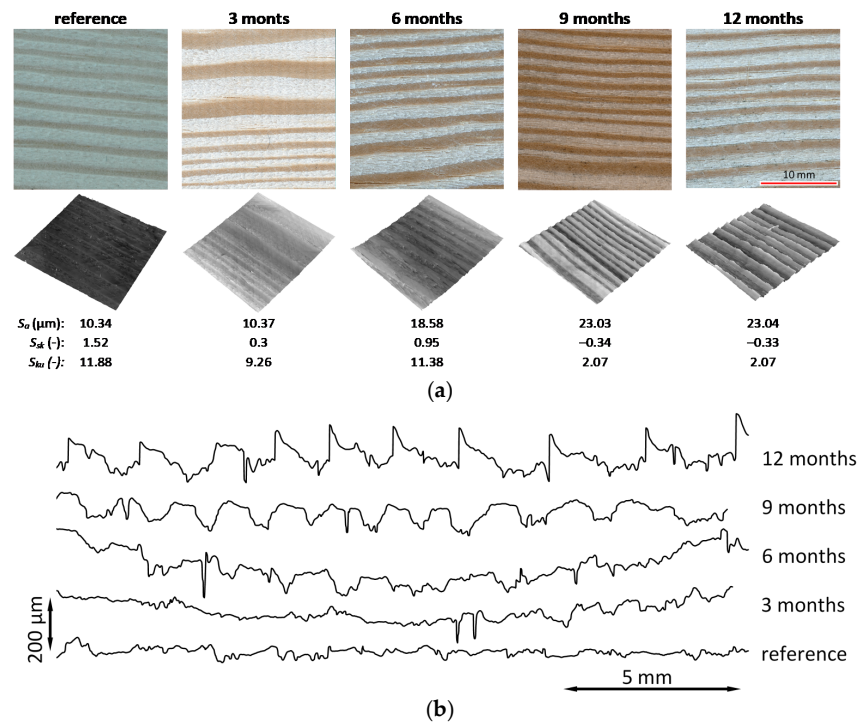 reference 3 monts 6 months 9 months 12 months
10 mm
Sa (µm): 10.34 10.37 18.58 23.03 23.04
Ssk (-): 1.52 0.3 0.95 −0.34 −0.33
Sku (-): 11.88 9.26 11.38 2.07 2.07
(a)
12 months
9 months
6 months
3 months
200 µm
reference
5 mm
(b)